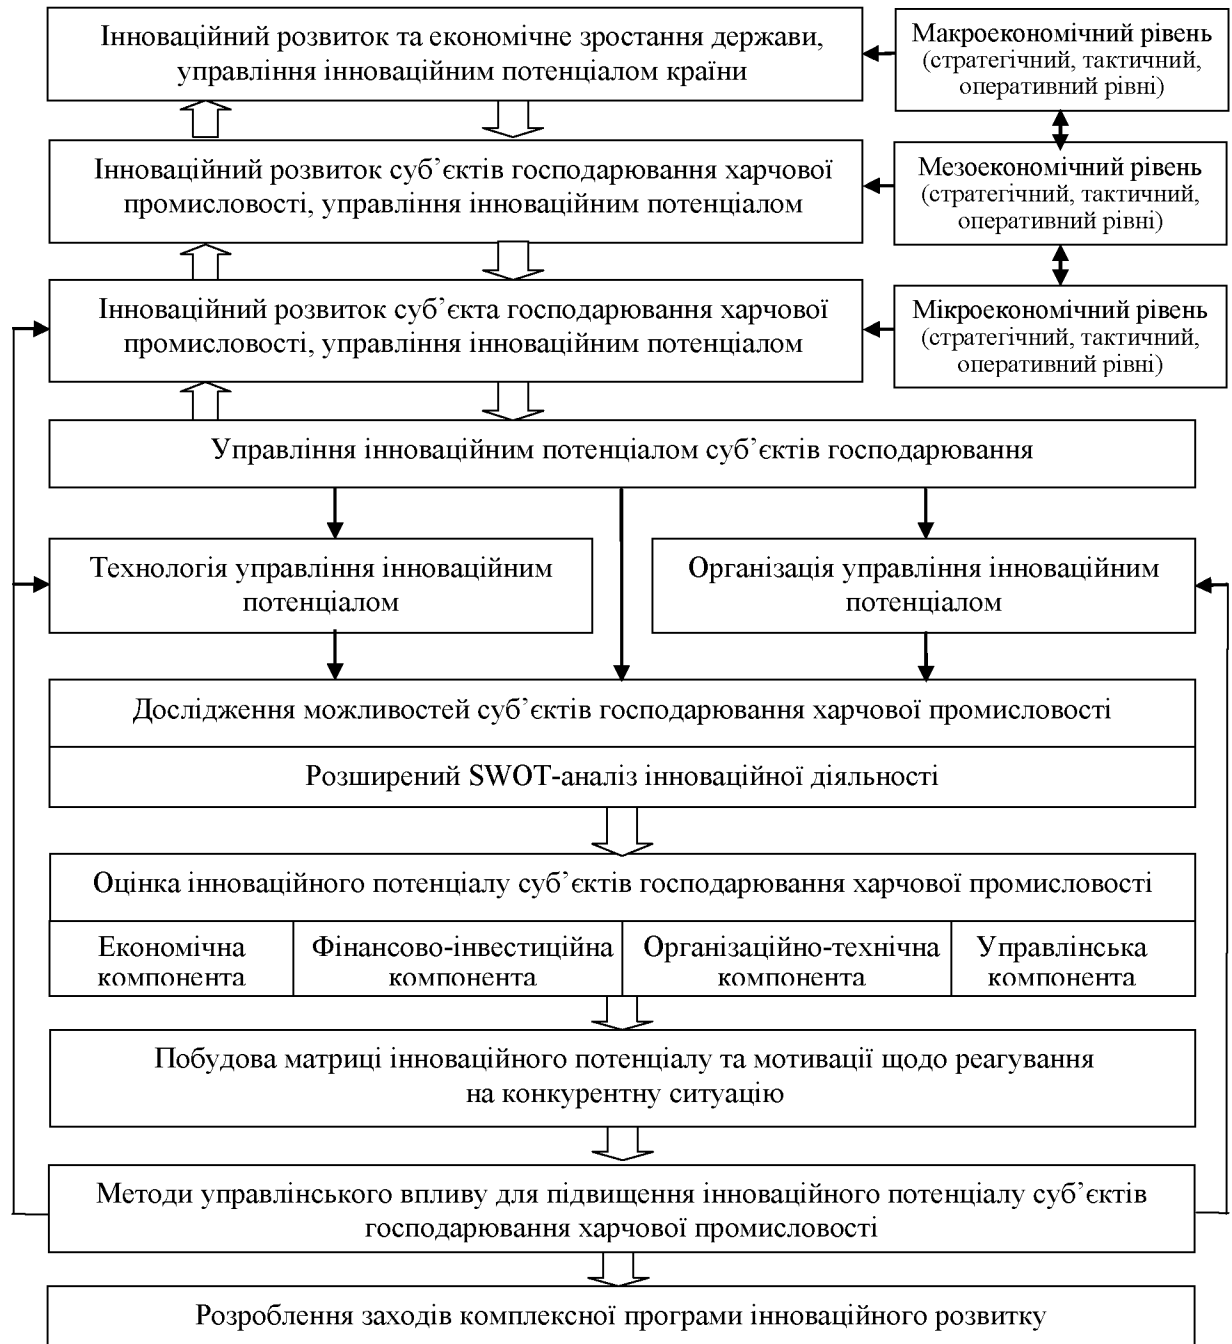 Інноваційний розвиток та економічне зростання держави,
управління інноваційним потенціалом країни
Макроекономічний рівень
(стратегічний, тактичний,
оперативний рівні)
Інноваційний розвиток суб’єктів господарювання харчової
промисловості, управління інноваційним потенціалом
Мезоекономічний рівень
(стратегічний, тактичний,
оперативний рівні)
Інноваційний розвиток суб’єкта господарювання харчової
промисловості, управління інноваційним потенціалом
Мікроекономічний рівень
(стратегічний, тактичний,
оперативний рівні)
Управління інноваційним потенціалом суб’єктів господарювання
Технологія управління інноваційним
потенціалом
Організація управління інноваційним
потенціалом
Дослідження можливостей суб’єктів господарювання харчової промисловості
Розширений SWOT-аналіз інноваційної діяльності
Оцінка інноваційного потенціалу суб’єктів господарювання харчової промисловості
Економічна
компонента
Фінансово-інвестиційна
компонента
Організаційно-технічна
компонента
Управлінська
компонента
Побудова матриці інноваційного потенціалу та мотивації щодо реагування
на конкурентну ситуацію
Методи управлінського впливу для підвищення інноваційного потенціалу суб’єктів
господарювання харчової промисловості
Розроблення заходів комплексної програми інноваційного розвитку